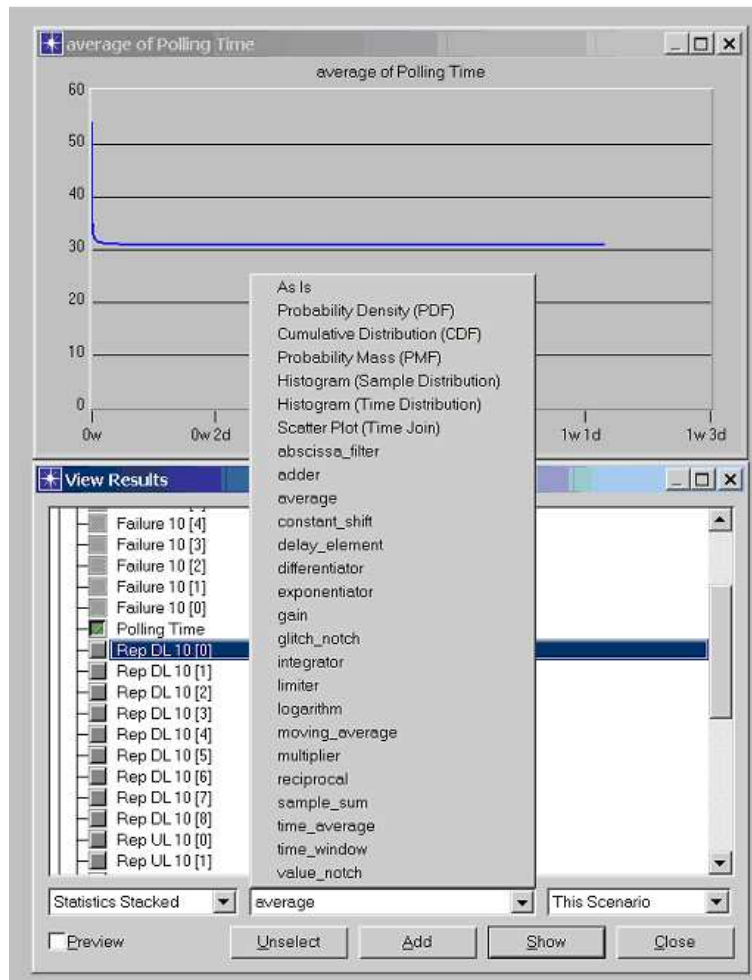 average of Polling Time
average of Polling Time
60
50
40
30
20
10
0
0w
0w 2d
1w 1d
1w 3d
As Is
Probability Density (PDF)
Cumulative Distribution (CDF)
Probability Mass (PMF)
Histogram (Sample Distribution)
Histogram (Time Distribution)
Scatter Plot (Time Join)
abscissa_filter
adder
average
constant_shift
delay_element
differentiator
exponentiator
gain
glitch_notch
integrator
limiter
logarithm
moving_average
multiplier
reciprocal
sample_sum
time_average
time_window
value_notch
View Results
Failure 10 [4]
Failure 10 [3]
Failure 10 [2]
Failure 10 [1]
Failure 10 [0]
Polling Time
Rep DL 10 [0]
Rep DL 10 [1]
Rep DL 10 [2]
Rep DL 10 [3]
Rep DL 10 [4]
Rep DL 10 [5]
Rep DL 10 [6]
Rep DL 10 [7]
Rep DL 10 [8]
Rep UL 10 [0]
Rep UL 10 [1]
Statistics Stacked
average
This Scenario
Preview
Unselect
Add
Show
Close